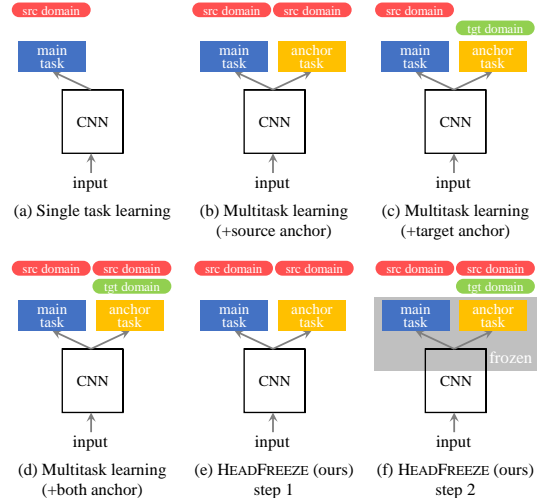 src domain
main
task
CNN
input
(a) Single task learning
src domain src domain
main
task
anchor
task
CNN
input
(b) Multitask learning
(+source anchor)
src domain
tgt domain
main
task
anchor
task
CNN
input
(c) Multitask learning
(+target anchor)
src domain src domain
tgt domain
main
task
anchor
task
CNN
input
(d) Multitask learning
(+both anchor)
src domain src domain
main
task
anchor
task
CNN
input
(e) HEADFREEZE (ours)
step 1
src domain src domain
tgt domain
main
task
anchor
task
frozen
CNN
input
(f) HEADFREEZE (ours)
step 2